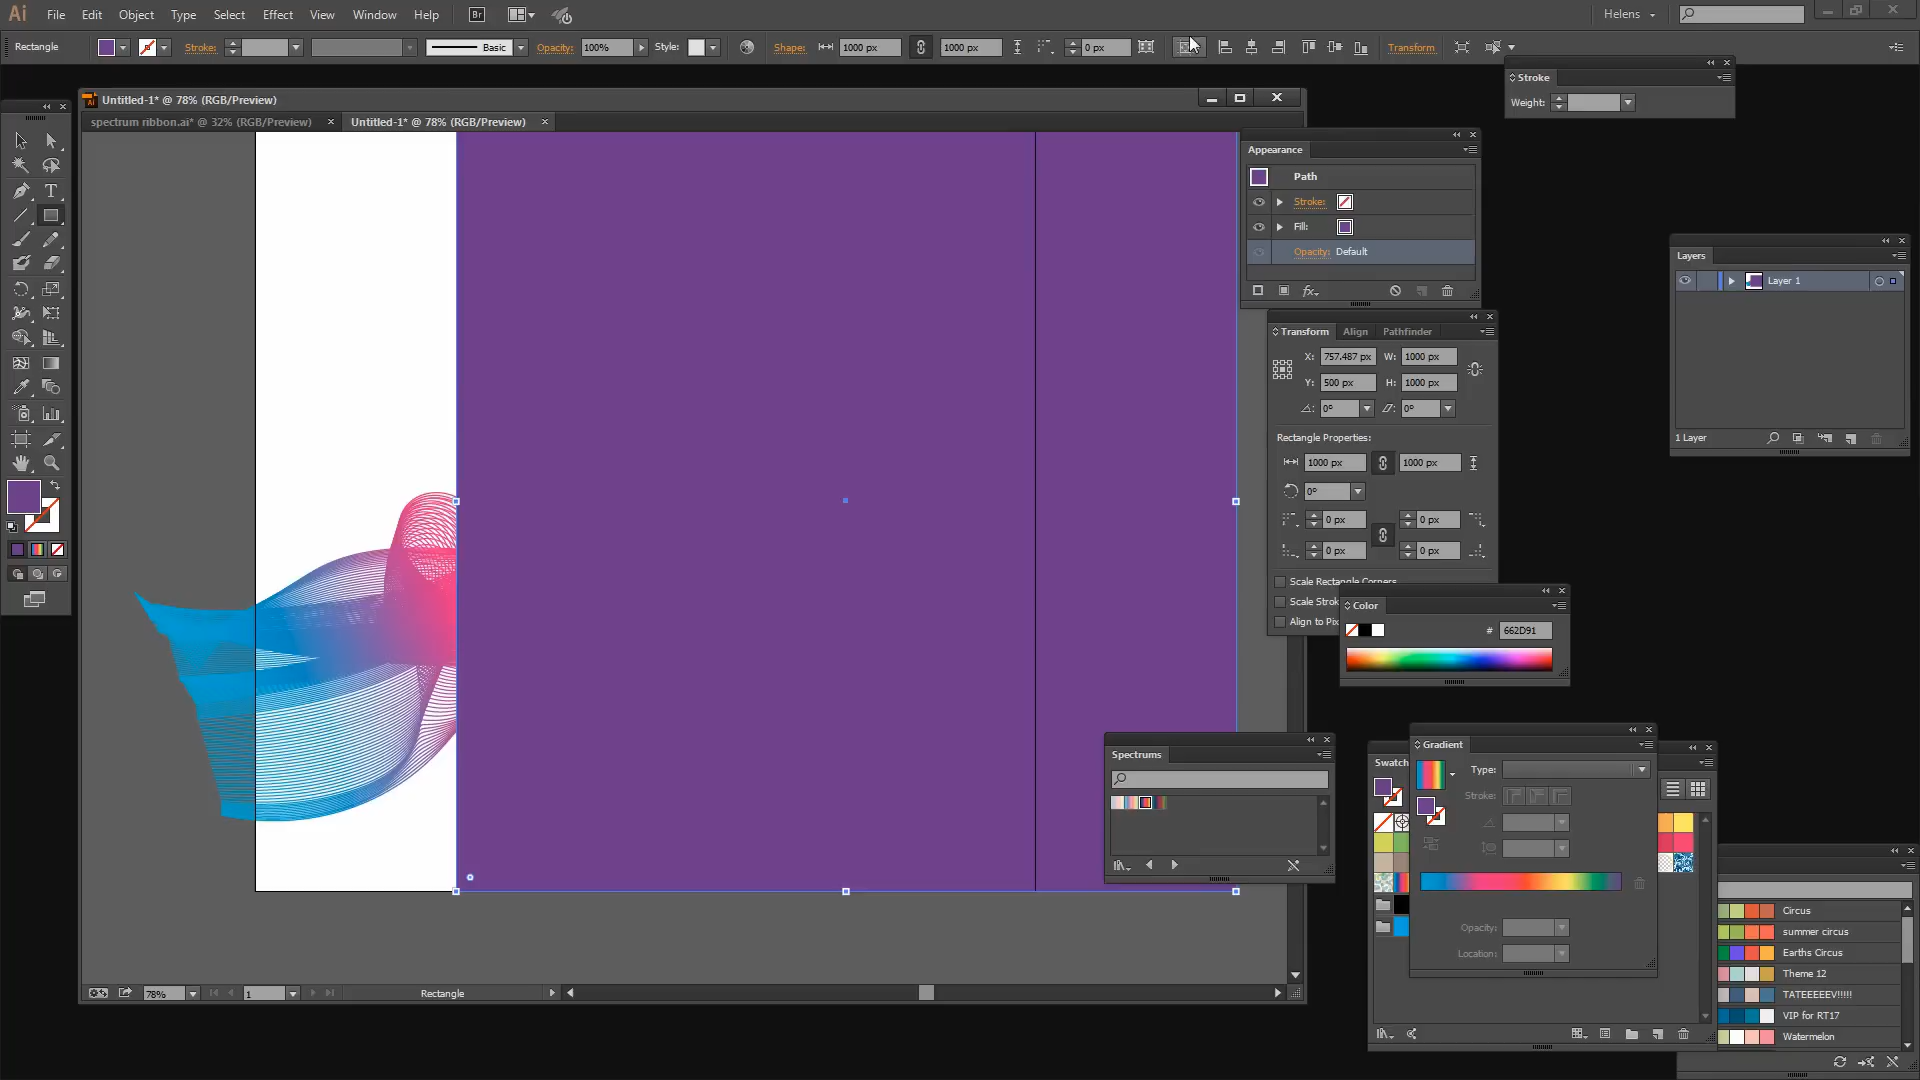 Ai File Edit Object Type Select Effect View Window Help Br Helens
Rectangle Stroke: Basic Opacity: 100% Style: Shape: 1000 px 1000 px 0 px Transform
Stroke
Weight:
Untitled-1* @ 78% (RGB/Preview)
spectrum ribbon.ai* @ 32% (RGB/Preview) Untitled-1* @ 78% (RGB/Preview)
Appearance
Path
Stroke:
Fill:
Opacity: Default
fx
Layers
Layer 1
1 Layer
Transform Align Pathfinder
X: 757.487 px W: 1000 px
Y: 500 px H: 1000 px
0° 0°
Rectangle Properties:
1000 px 1000 px
0°
0 px 0 px
0 px 0 px
Scale Rectangle Corners
Scale Strok
Align to Pix
Color
# 662D91
Spectrums
Swatch
Gradient
Type:
Stroke:
Opacity:
Location:
Circus
summer circus
Earths Circus
Theme 12
TATEEEEEV!!!!!
VIP for RT17
Watermelon
78% 1 Rectangle